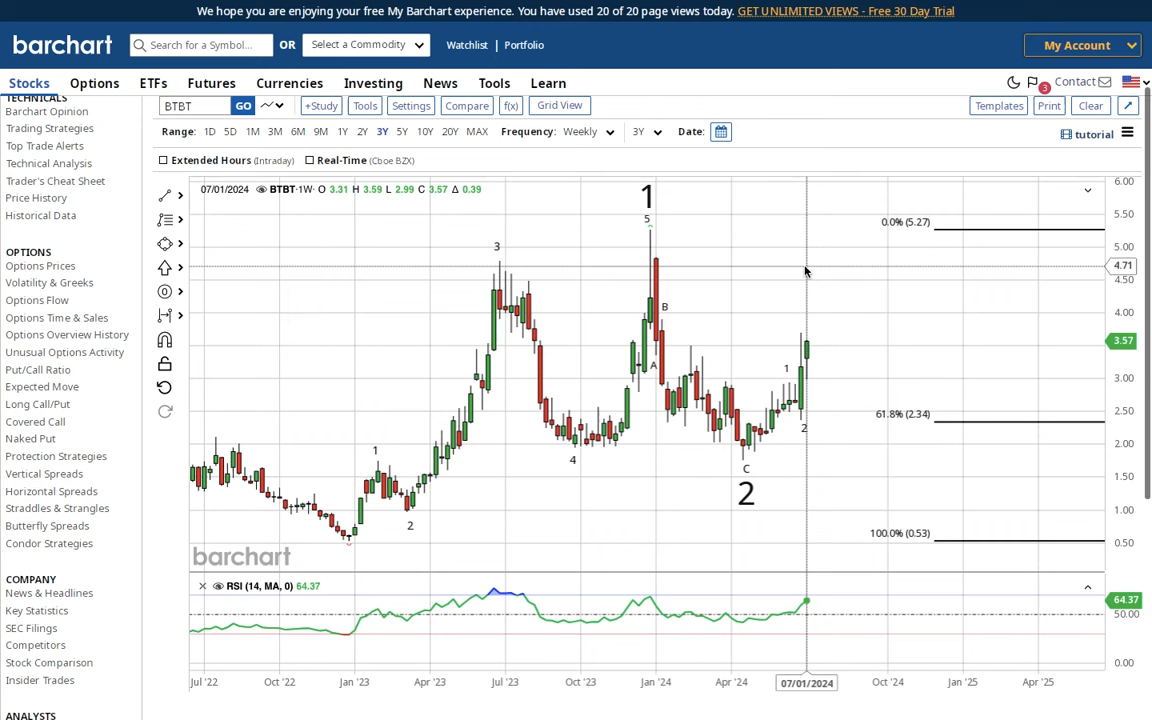 We hope you are enjoying your free My Barchart experience. You have used 20 of 20 page views today. GET UNLIMITED VIEWS - Free 30 Day Trial
barchart Search for a Symbol... OR Select a Commodity Watchlist | Portfolio My Account
Stocks Options ETFs Futures Currencies Investing News Tools Learn 3 Contact
TECHNICALS
Barchart Opinion
Trading Strategies
Top Trade Alerts
Technical Analysis
Trader's Cheat Sheet
Price History
Historical Data
OPTIONS
Options Prices
Volatility & Greeks
Options Flow
Options Time & Sales
Options Overview History
Unusual Options Activity
Put/Call Ratio
Expected Move
Long Call/Put
Covered Call
Naked Put
Protection Strategies
Vertical Spreads
Horizontal Spreads
Straddles & Strangles
Butterfly Spreads
Condor Strategies
COMPANY
News & Headlines
Key Statistics
SEC Filings
Competitors
Stock Comparison
Insider Trades
ANALYSTS
BTBT GO +Study Tools Settings Compare f(x) Grid View Templates Print Clear
Range: 1D 5D 1M 3M 6M 9M 1Y 2Y 3Y 5Y 10Y 20Y MAX Frequency: Weekly 3Y Date: tutorial
Extended Hours (Intraday) Real-Time (Cboe BZX)
07/01/2024 BTBT·1W· O 3.31 H 3.59 L 2.99 C 3.57 Δ 0.39
1
5
3
B
A
1
2
4
C
2
1
2
0.0% (5.27)
61.8% (2.34)
100.0% (0.53)
6.00
5.50
5.00
4.71
4.50
4.00
3.57
3.00
2.50
2.00
1.50
1.00
0.50
barchart
RSI (14, MA, 0) 64.37
64.37
50.00
0.00
Jul '22 Oct '22 Jan '23 Apr '23 Jul '23 Oct '23 Jan '24 Apr '24 07/01/2024 Oct '24 Jan '25 Apr '25